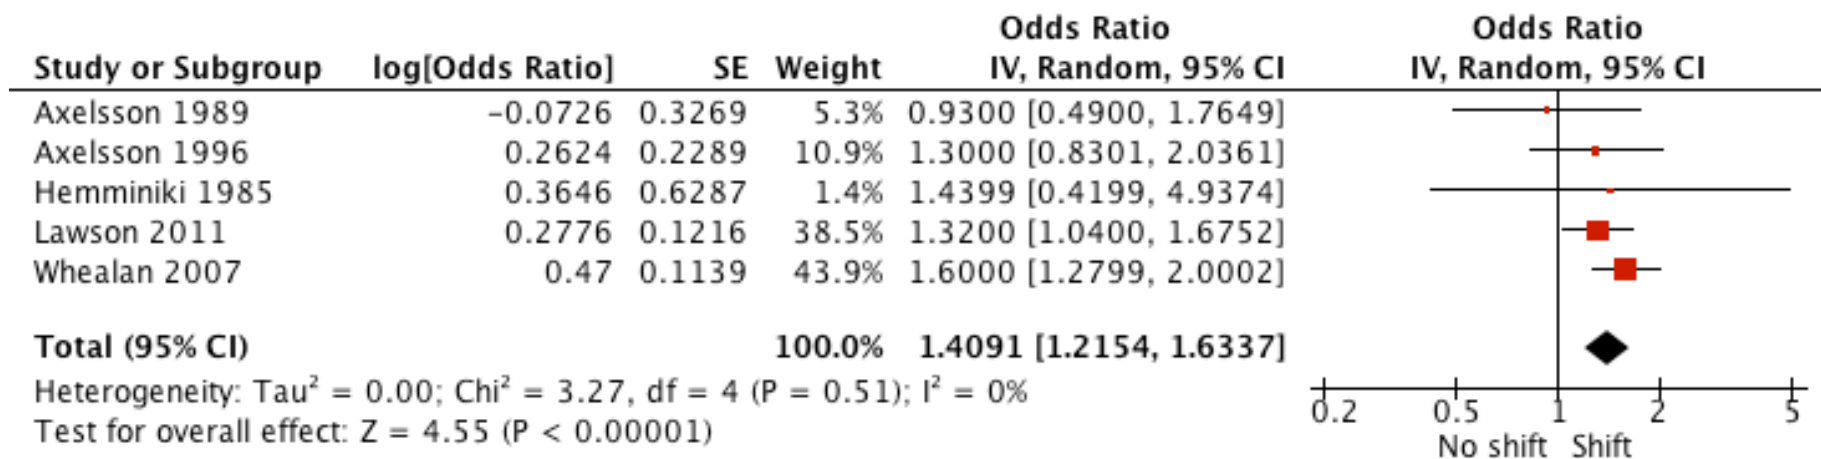 Odds Ratio Odds Ratio
Study or Subgroup log[Odds Ratio] SE Weight IV, Random, 95% CI IV, Random, 95% CI
Axelsson 1989 −0.0726 0.3269 5.3% 0.9300 [0.4900, 1.7649]
Axelsson 1996 0.2624 0.2289 10.9% 1.3000 [0.8301, 2.0361]
Hemminiki 1985 0.3646 0.6287 1.4% 1.4399 [0.4199, 4.9374]
Lawson 2011 0.2776 0.1216 38.5% 1.3200 [1.0400, 1.6752]
Whealan 2007 0.47 0.1139 43.9% 1.6000 [1.2799, 2.0002]
Total (95% CI) 100.0% 1.4091 [1.2154, 1.6337]
Heterogeneity: Tau² = 0.00; Chi² = 3.27, df = 4 (P = 0.51); I² = 0%
Test for overall effect: Z = 4.55 (P < 0.00001)
0.2 0.5 1 2 5
No shift Shift